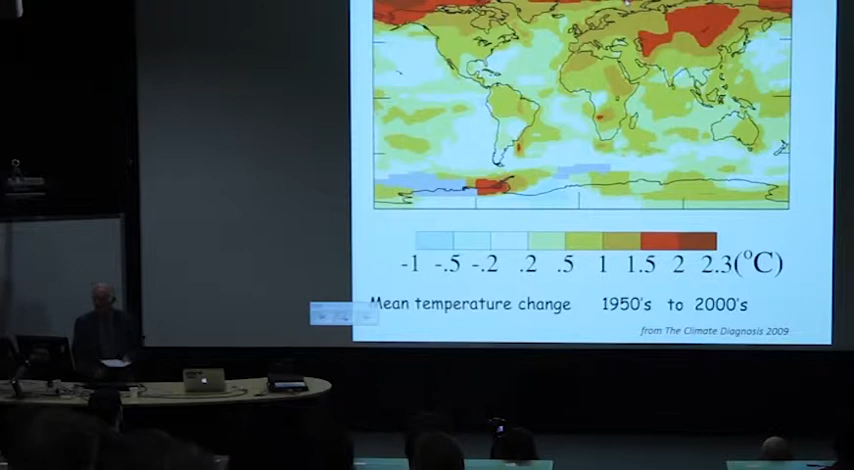 -1 -.5 -.2 .2 .5 1 1.5 2 2.3(°C)
Mean temperature change 1950's to 2000's
from The Climate Diagnosis 2009